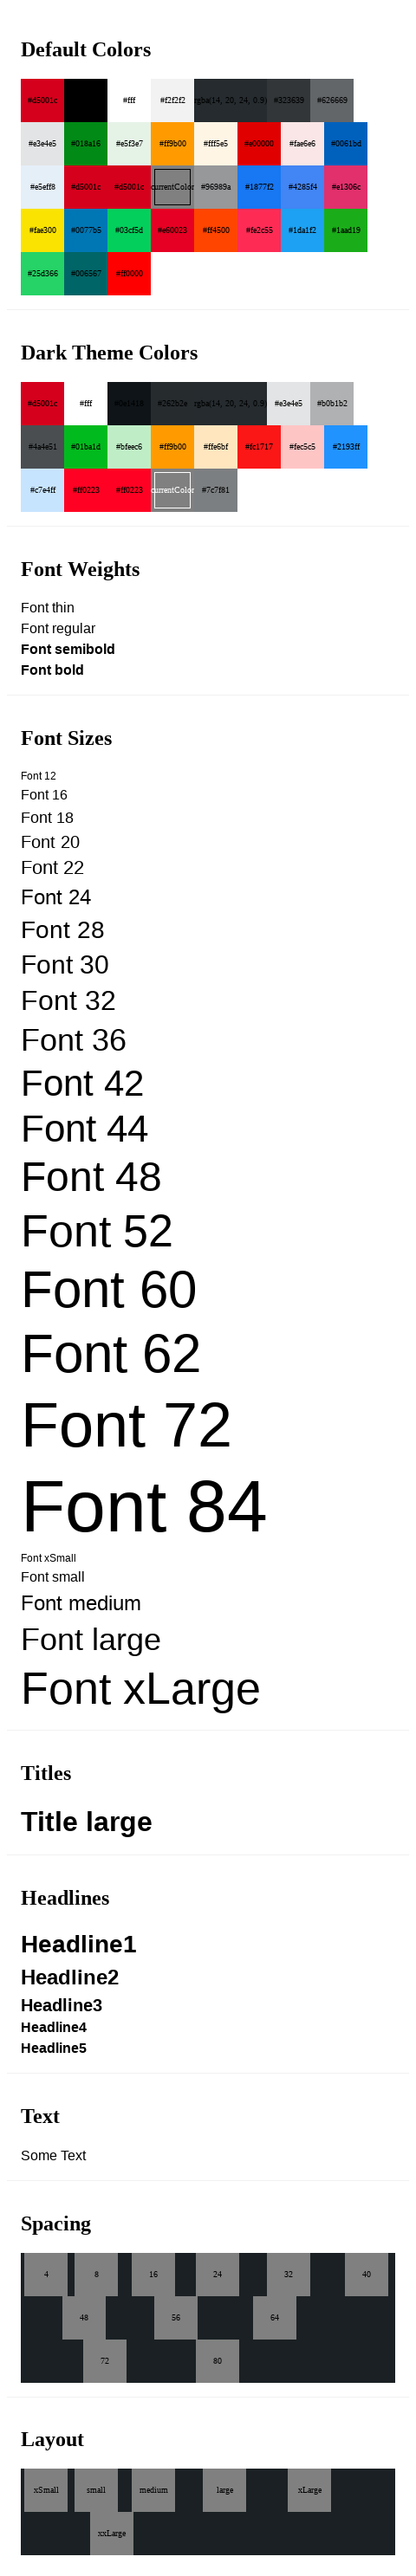 Default Colors
#d5001c #fff #f2f2f2 rgba(14, 20, 24, 0.9) #323639 #626669
#e3e4e5 #018a16 #e5f3e7 #ff9b00 #fff5e5 #e00000 #fae6e6 #0061bd
#e5eff8 #d5001c #d5001c currentColor #96989a #1877f2 #4285f4 #e1306c
#fae300 #0077b5 #03cf5d #e60023 #ff4500 #fe2c55 #1da1f2 #1aad19
#25d366 #006567 #ff0000
Dark Theme Colors
#d5001c #fff #0e1418 #262b2e rgba(14, 20, 24, 0.9) #e3e4e5 #b0b1b2
#4a4e51 #01ba1d #bfeec6 #ff9b00 #ffe6bf #fc1717 #fec5c5 #2193ff
#c7e4ff #ff0223 #ff0223 currentColor #7c7f81
Font Weights
Font thin
Font regular
Font semibold
Font bold
Font Sizes
Font 12
Font 16
Font 18
Font 20
Font 22
Font 24
Font 28
Font 30
Font 32
Font 36
Font 42
Font 44
Font 48
Font 52
Font 60
Font 62
Font 72
Font 84
Font xSmall
Font small
Font medium
Font large
Font xLarge
Titles
Title large
Headlines
Headline1
Headline2
Headline3
Headline4
Headline5
Text
Some Text
Spacing
4 8 16 24 32 40
48 56 64
72 80
Layout
xSmall small medium large xLarge
xxLarge